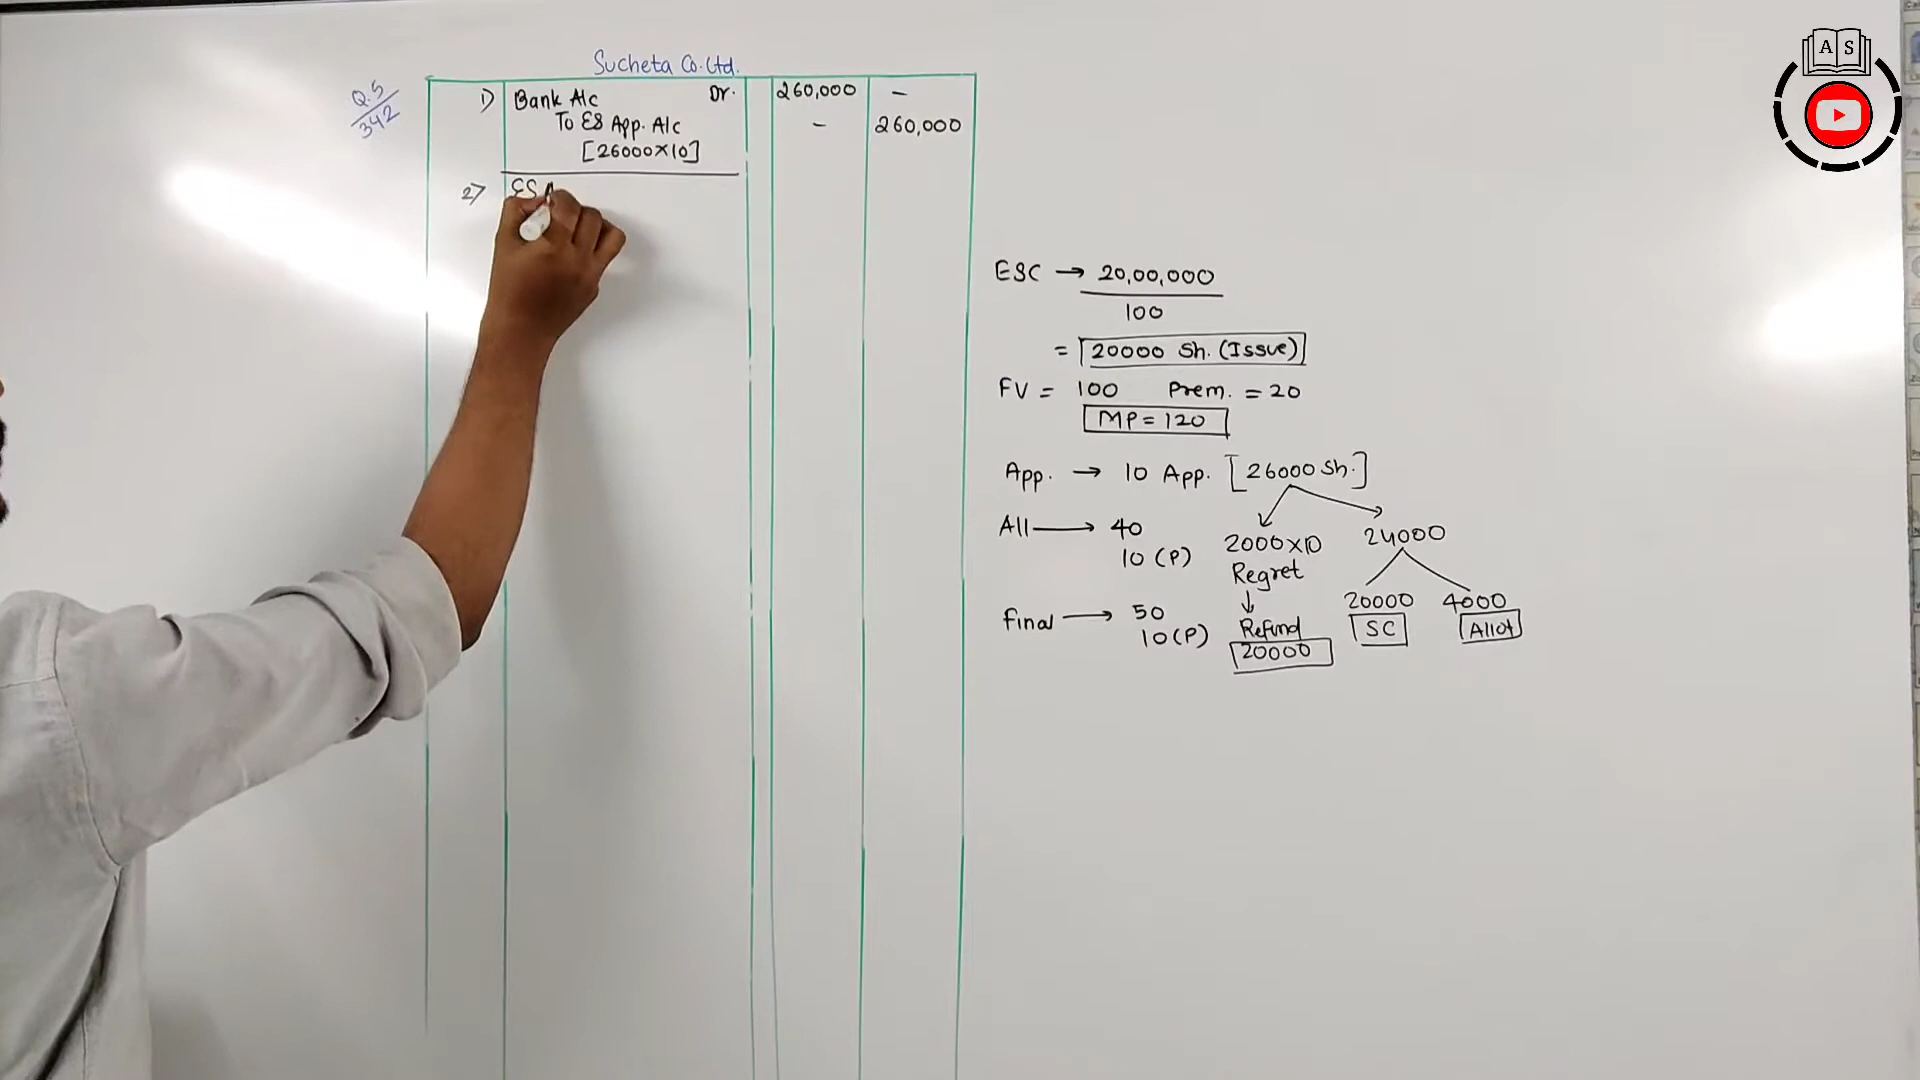 A S
Sucheta Co. Ltd.
Q.5
342
1) Bank A/c Dr. 260,000 -
To ES App. A/c - 260,000
[26000×10]
2) ES A
ESC → 20,00,000
100
= 20000 Sh. (Issue)
FV = 100 Prem. = 20
MP = 120
App. → 10 App. [26000 Sh.]
All → 40
10 (P)
2000×10
Regret
↓
Refund
20000
24000
20000 4000
SC Allot
Final → 50
10 (P)